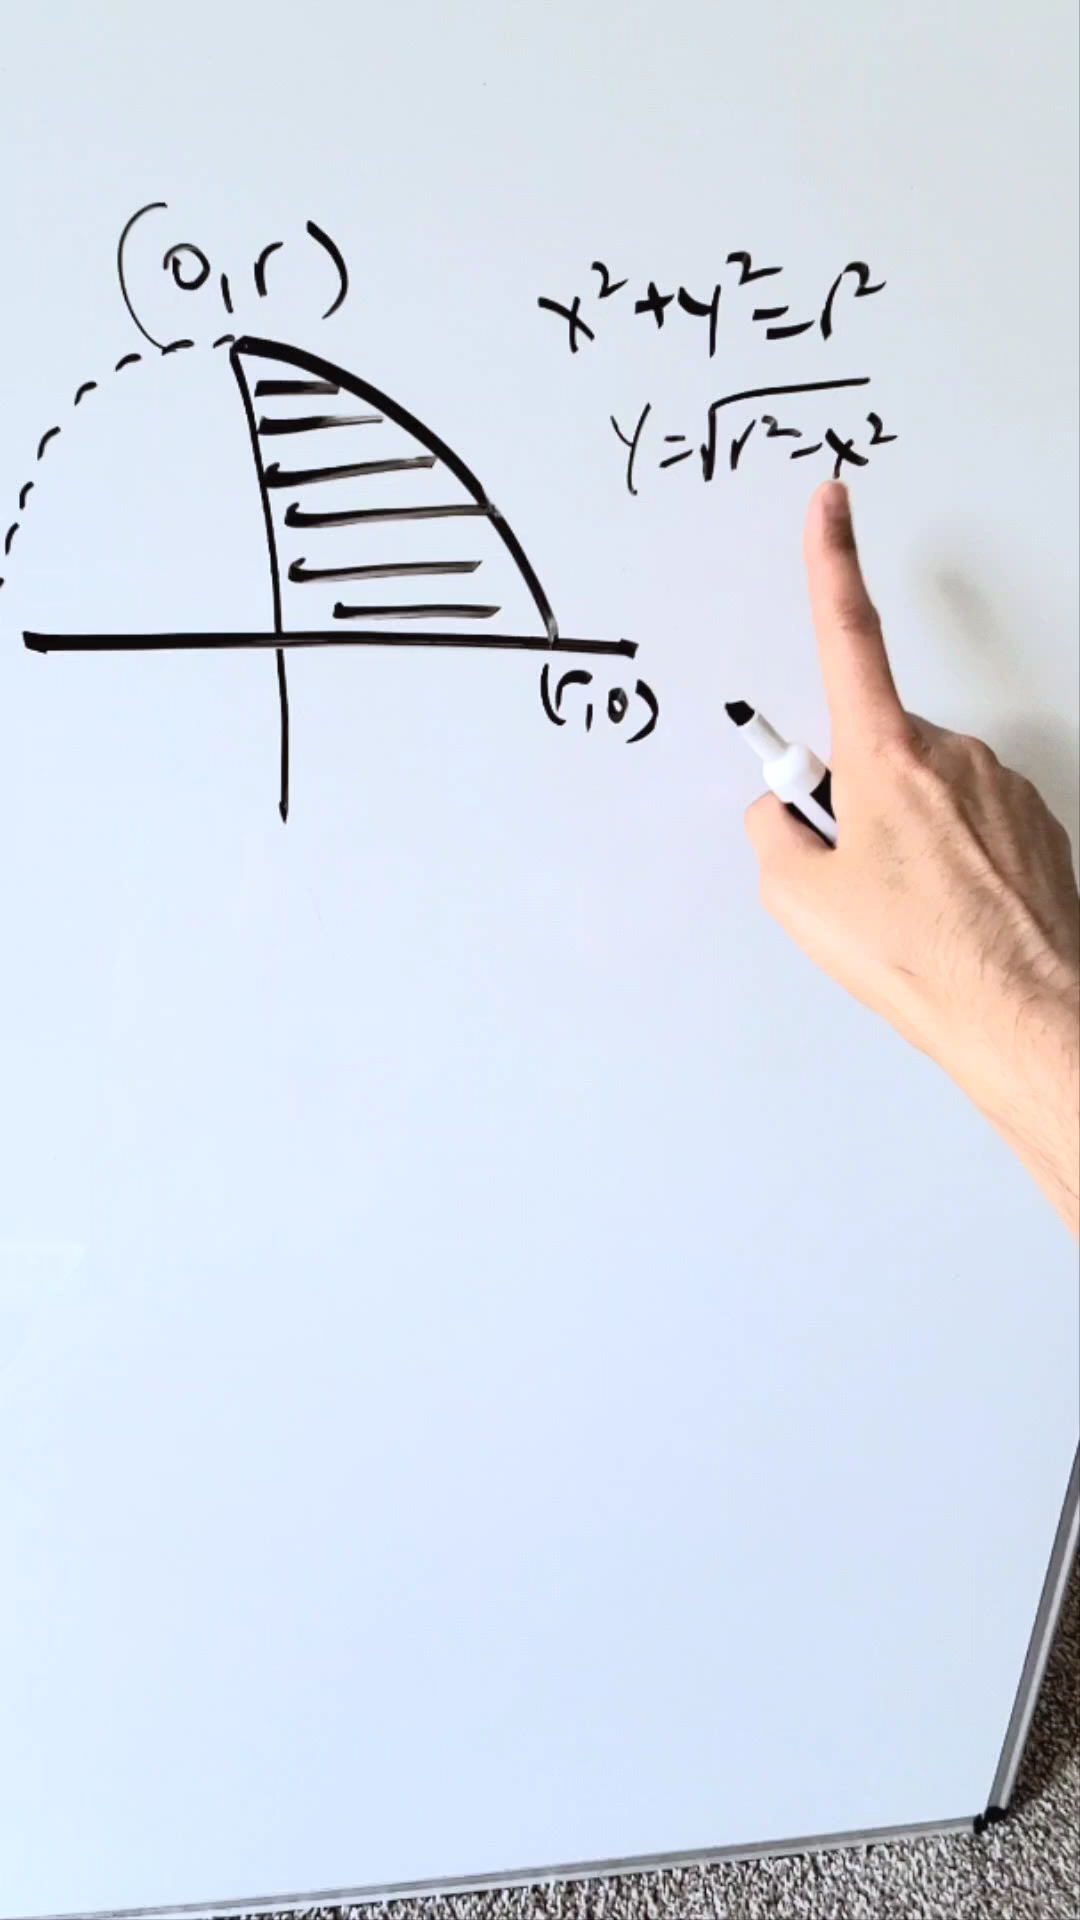 (0,r)
x²+y²=r²
y=√r²-x²
(r,0)